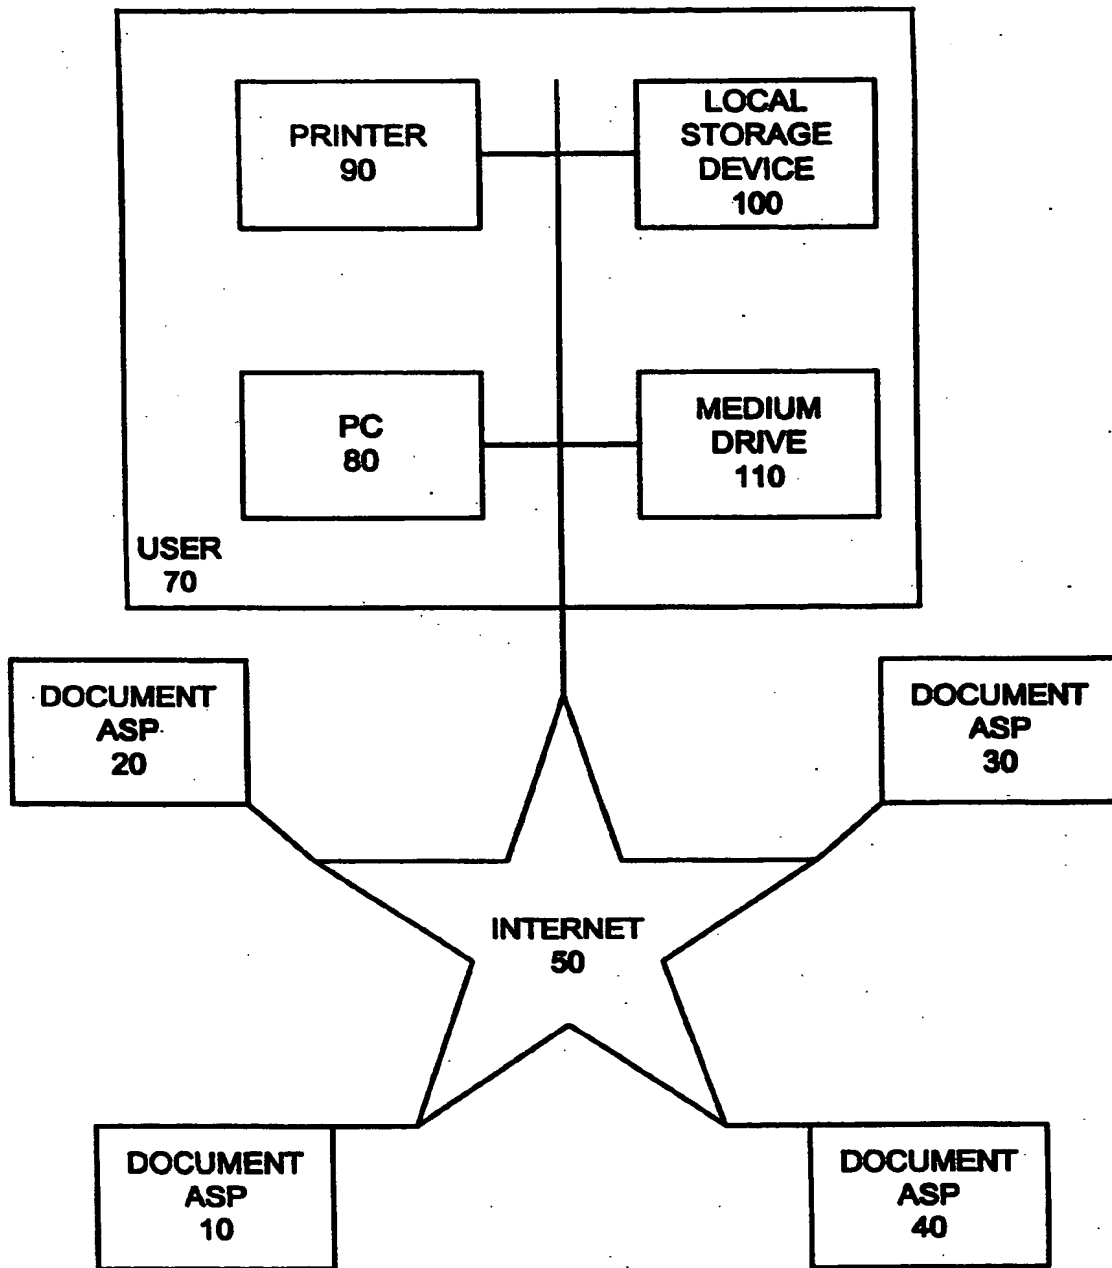 PRINTER
90
LOCAL
STORAGE
DEVICE
100
PC
80
MEDIUM
DRIVE
110
USER
70
DOCUMENT
ASP
20
DOCUMENT
ASP
30
INTERNET
50
DOCUMENT
ASP
10
DOCUMENT
ASP
40